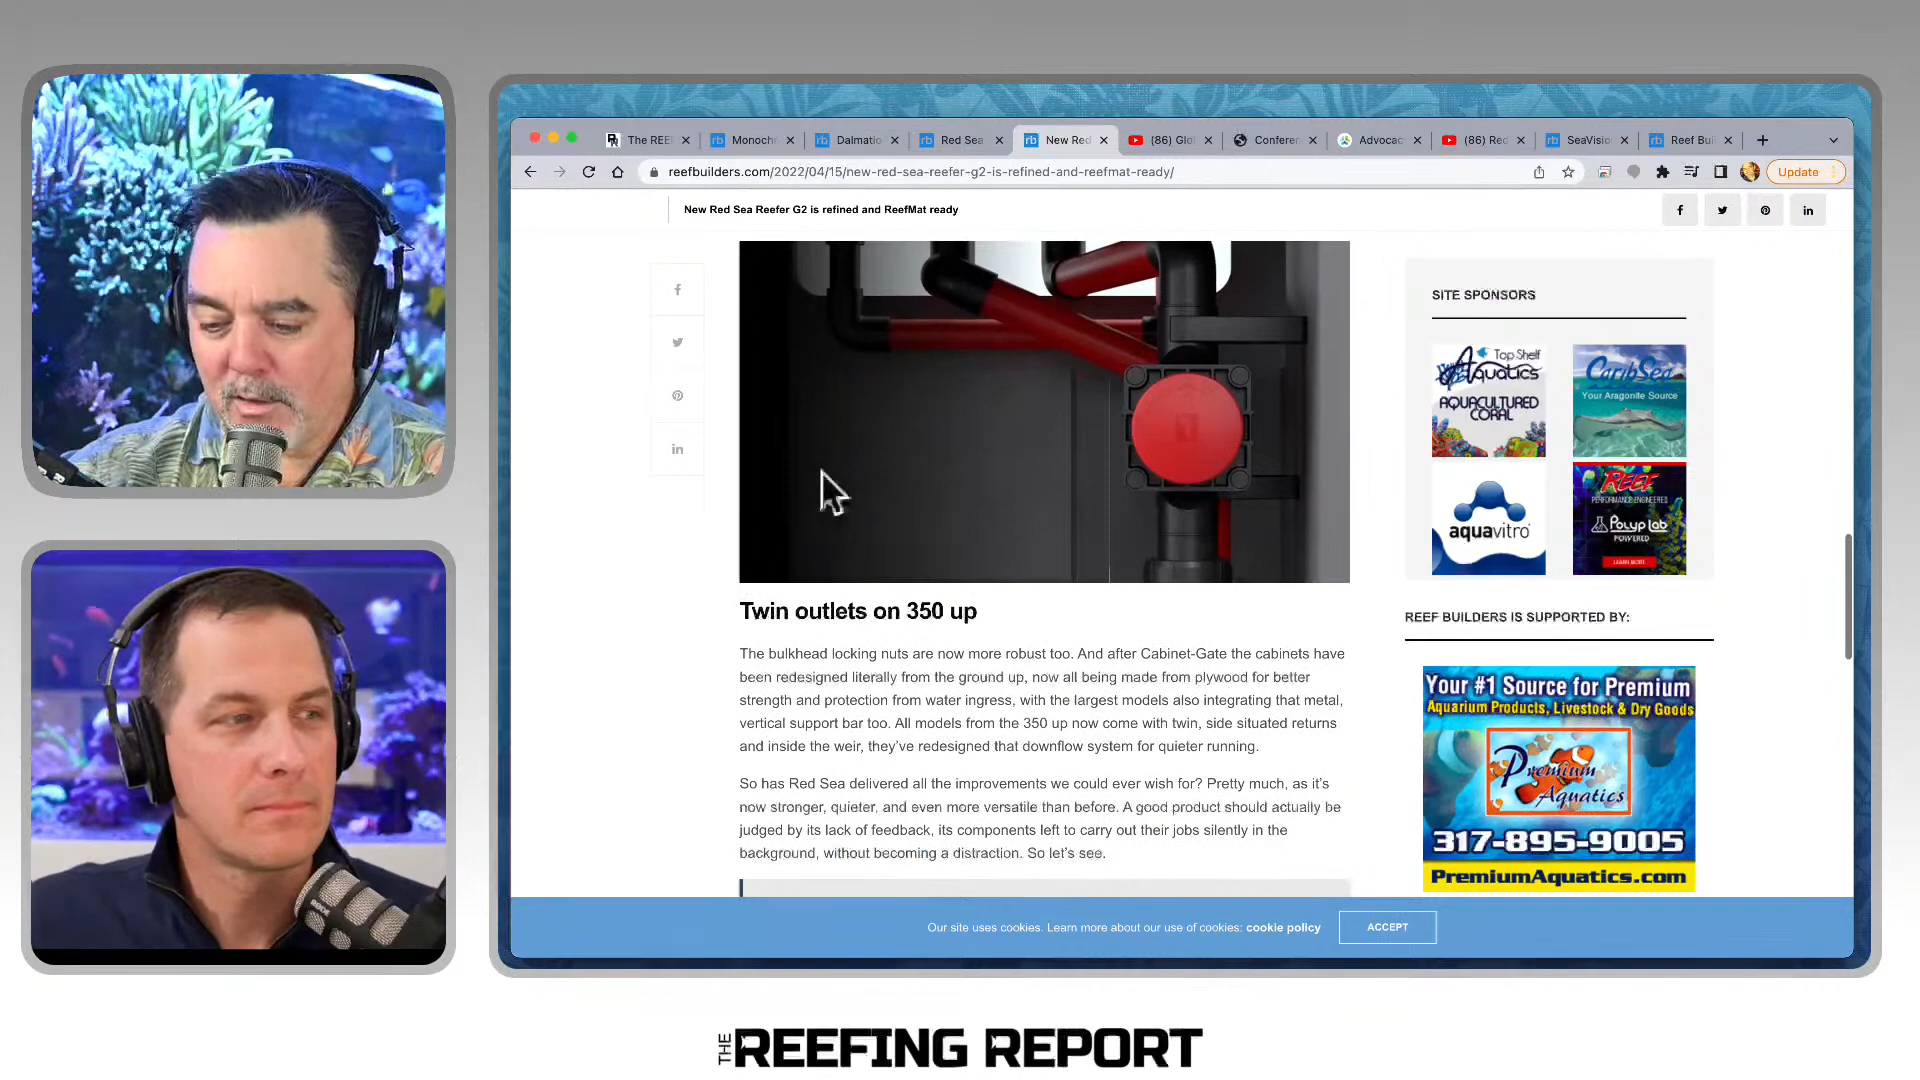 The REE
Monoch
Dalmatio
Red Sea
New Red
(86) Glo
Conferen
Advocac
(86) Red
SeaVisio
Reef Bui
reefbuilders.com/2022/04/15/new-red-sea-reefer-g2-is-refined-and-reefmat-ready/
Update
New Red Sea Reefer G2 is refined and ReefMat ready
SITE SPONSORS
Top Shelf
Aquatics
AQUACULTURED
CORAL
CaribSea
Your Aragonite Source
aquavitro
REEF
PERFORMANCE ENGINEERED
Polyp Lab
POWERED
LEARN MORE
Twin outlets on 350 up
The bulkhead locking nuts are now more robust too. And after Cabinet-Gate the cabinets have
been redesigned literally from the ground up, now all being made from plywood for better
strength and protection from water ingress, with the largest models also integrating that metal,
vertical support bar too. All models from the 350 up now come with twin, side situated returns
and inside the weir, they've redesigned that downflow system for quieter running.
So has Red Sea delivered all the improvements we could ever wish for? Pretty much, as it's
now stronger, quieter, and even more versatile than before. A good product should actually be
judged by its lack of feedback, its components left to carry out their jobs silently in the
background, without becoming a distraction. So let's see.
REEF BUILDERS IS SUPPORTED BY:
Your #1 Source for Premium
Aquarium Products, Livestock & Dry Goods
Premium
Aquatics
317-895-9005
PremiumAquatics.com
Our site uses cookies. Learn more about our use of cookies: cookie policy
ACCEPT
RODE
THE REEFING REPORT